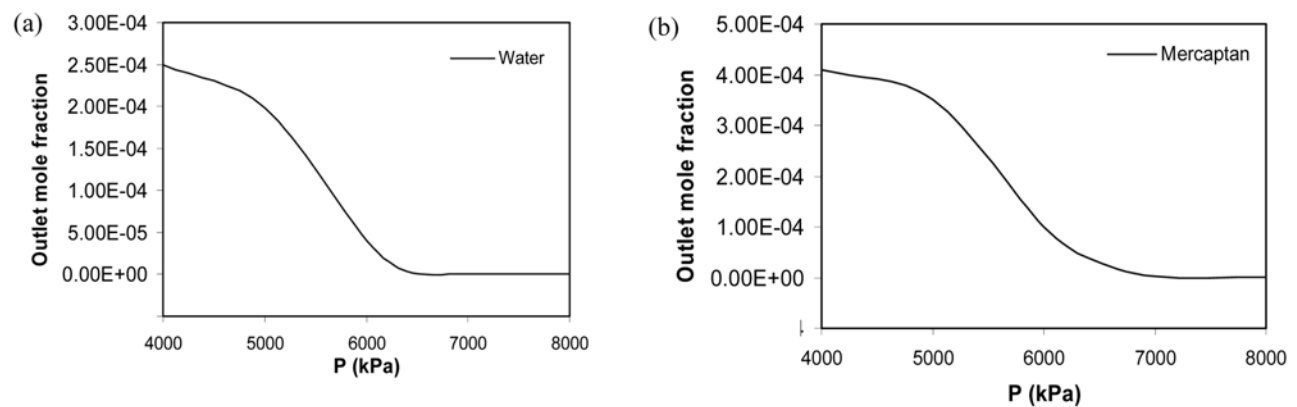 (a)
3.00E-04
2.50E-04
2.00E-04
1.50E-04
1.00E-04
5.00E-05
0.00E+00
Outlet mole fraction
Water
4000 5000 6000 7000 8000
P (kPa)
(b)
5.00E-04
4.00E-04
3.00E-04
2.00E-04
1.00E-04
0.00E+00
-
Outlet mole fraction
Mercaptan
4000 5000 6000 7000 8000
P (kPa)